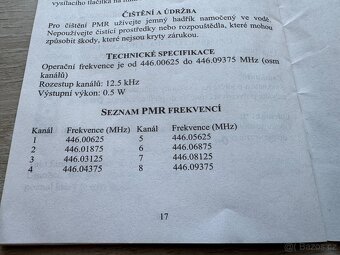 vysílacího tlačítka na
ČIŠTĚNÍ A ÚDRŽBA
Pro čištění PMR užívejte jemný hadřík namočený ve vodě.
Nepoužívejte čisticí prostředky nebo rozpouštědla, které mohou
způsobit škody, které nejsou kryty zárukou.
TECHNICKÉ SPECIFIKACE
Operační frekvence je od 446.00625 do 446.09375 MHz (osm
kanálů)
Rozestup kanálů: 12.5 kHz
Výstupní výkon: 0.5 W
SEZNAM PMR FREKVENCÍ
Kanál Frekvence (MHz) Kanál Frekvence (MHz)
1 446.00625 5 446.05625
2 446.01875 6 446.06875
3 446.03125 7 446.08125
4 446.04375 8 446.09375
17
Bazoš.cz